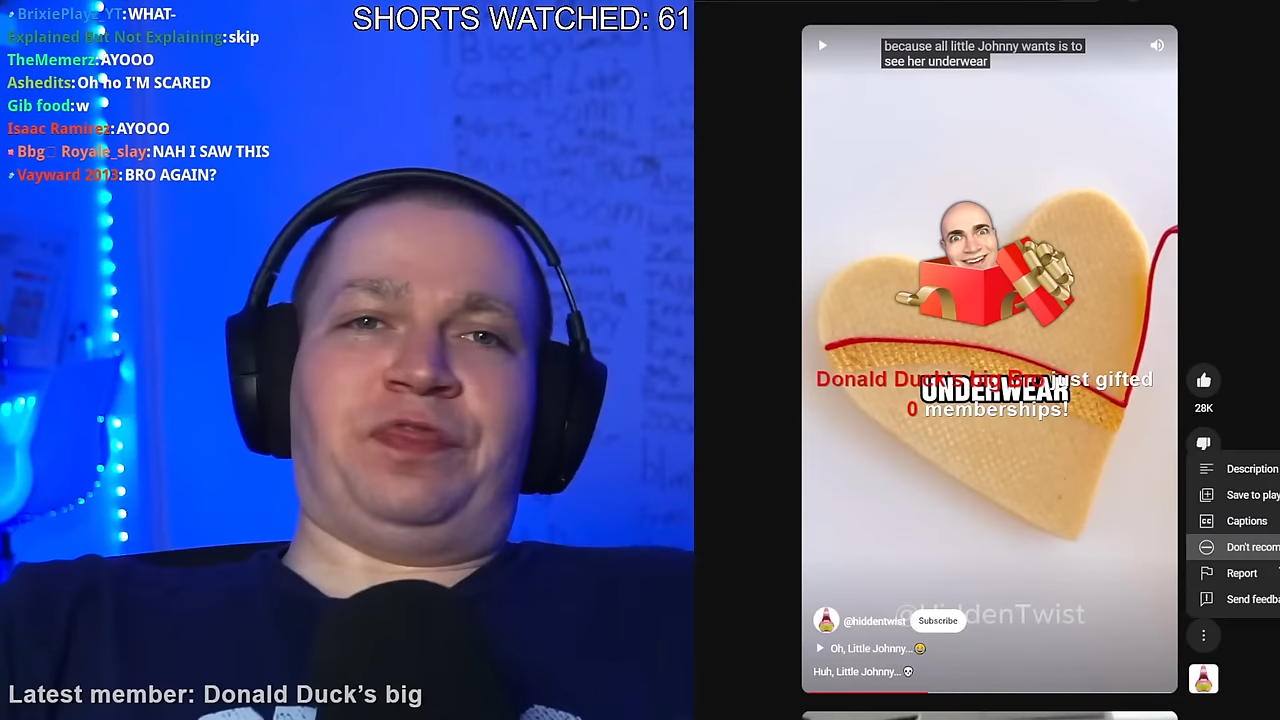 SHORTS WATCHED: 61
BrixiePlayz_YT: WHAT-
Explained But Not Explaining: skip
TheMemerz: AYOOO
Ashedits: Oh no I'M SCARED
Gib food: w
Isaac Ramirez: AYOOO
Bbg Royale_slay: NAH I SAW THIS
Vayward 2013: BRO AGAIN?
Latest member: Donald Duck's big
because all little Johnny wants is to
see her underwear
Donald Duck's big Bro just gifted
UNDERWEAR
0 memberships!
28K
Description
Save to play
Captions
Don't recom
Report
Send feedba
@HiddenTwist
@hiddentwist Subscribe
Oh, Little Johnny...😄
Huh, Little Johnny...💀